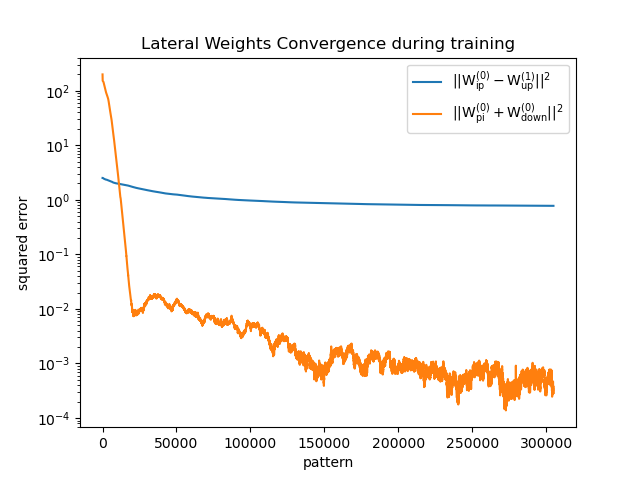 Lateral Weights Convergence during training
||W_ip^(0) − W_up^(1)||^2
||W_pi^(0) + W_down^(0)||^2
squared error
10^2
10^1
10^0
10^−1
10^−2
10^−3
10^−4
0 50000 100000 150000 200000 250000 300000
pattern